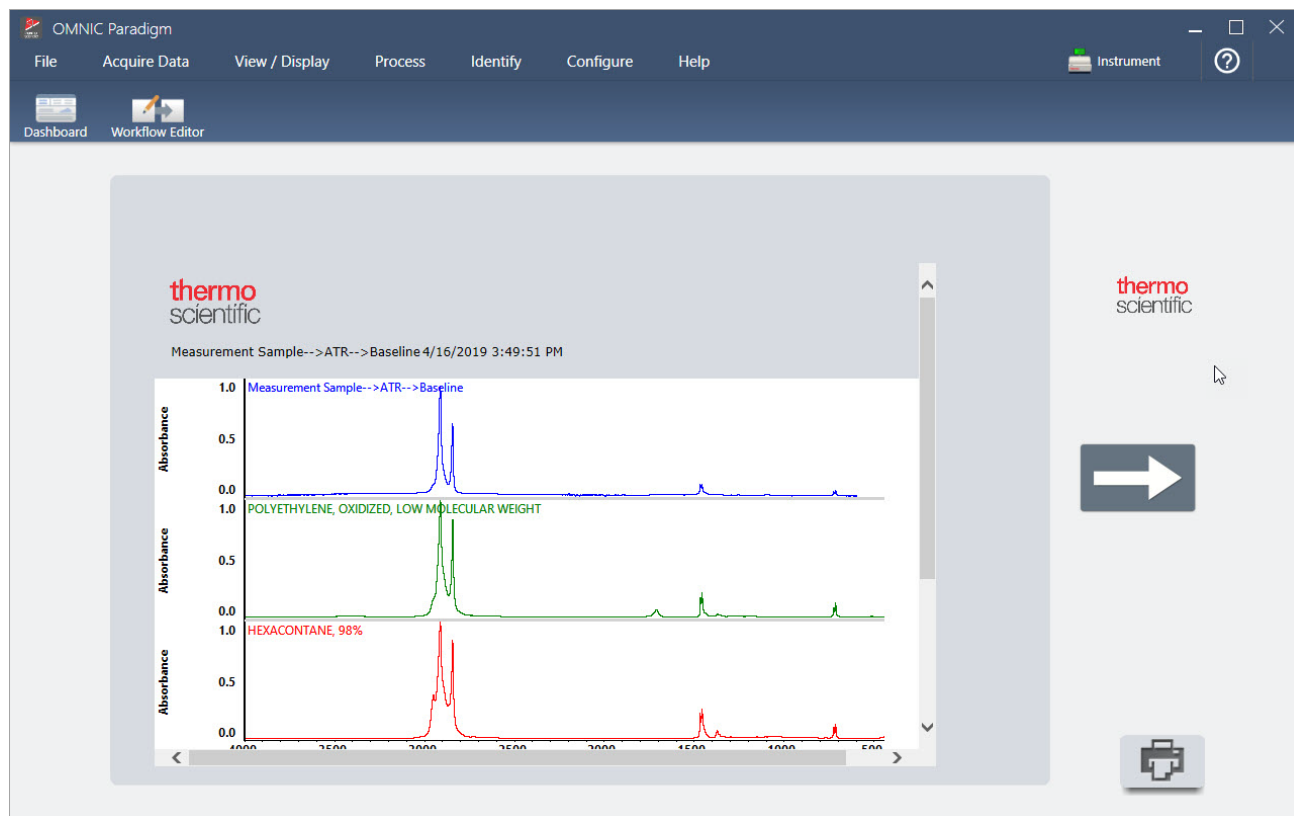 OMNIC Paradigm
File Acquire Data View / Display Process Identify Configure Help Instrument ?
Dashboard Workflow Editor
thermo
scientific
thermo
scientific
Measurement Sample-->ATR-->Baseline 4/16/2019 3:49:51 PM
1.0 Measurement Sample-->ATR-->Baseline
Absorbance
0.5
0.0
1.0 POLYETHYLENE, OXIDIZED, LOW MOLECULAR WEIGHT
Absorbance
0.5
0.0
1.0 HEXACONTANE, 98%
Absorbance
0.5
0.0
4000 3500 3000 2500 2000 1500 1000 500